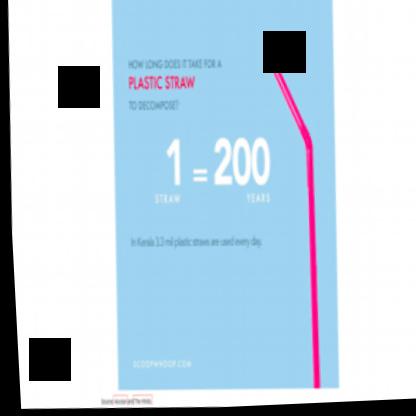 HOW LONG DOES IT TAKE FOR A
PLASTIC STRAW
TO DECOMPOSE?
1 = 200
STRAW YEARS
In Kerala 3.3 mil plastic straws are used every day.
SCOOPWHOOP.COM